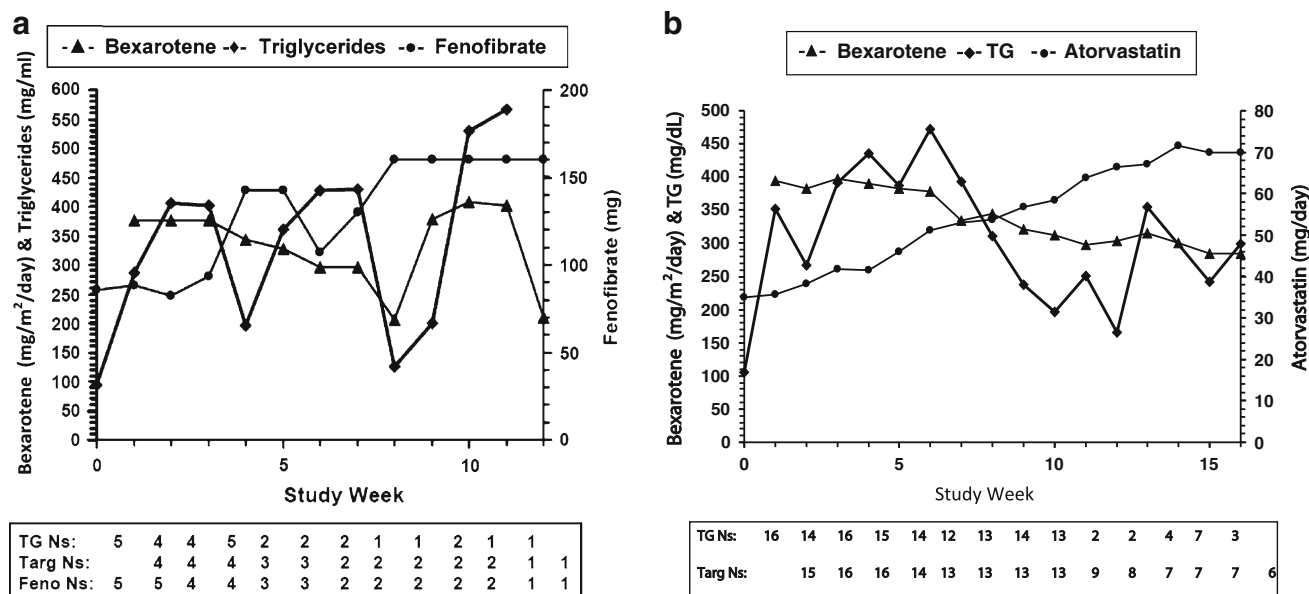 a
Bexarotene Triglycerides Fenofibrate
Bexarotene (mg/m²/day) & Triglycerides (mg/ml)
600
550
500
450
400
350
300
250
200
150
100
50
0
200
150
100
50
0
Fenofibrate (mg)
0 5 10
Study Week
TG Ns: 5 4 4 5 2 2 2 1 1 2 1 1
Targ Ns: 4 4 4 3 3 2 2 2 2 2 1 1
Feno Ns: 5 5 4 4 3 3 2 2 2 2 2 1 1
b
Bexarotene TG Atorvastatin
Bexarotene (mg/m²/day) & TG (mg/dL)
500
450
400
350
300
250
200
150
100
50
0
80
70
60
50
40
30
20
10
0
Atorvastatin (mg/day)
0 5 10 15
Study Week
TG Ns: 16 14 16 15 14 12 13 14 13 2 2 4 7 3
Targ Ns: 15 16 16 14 13 13 13 13 9 8 7 7 7 6